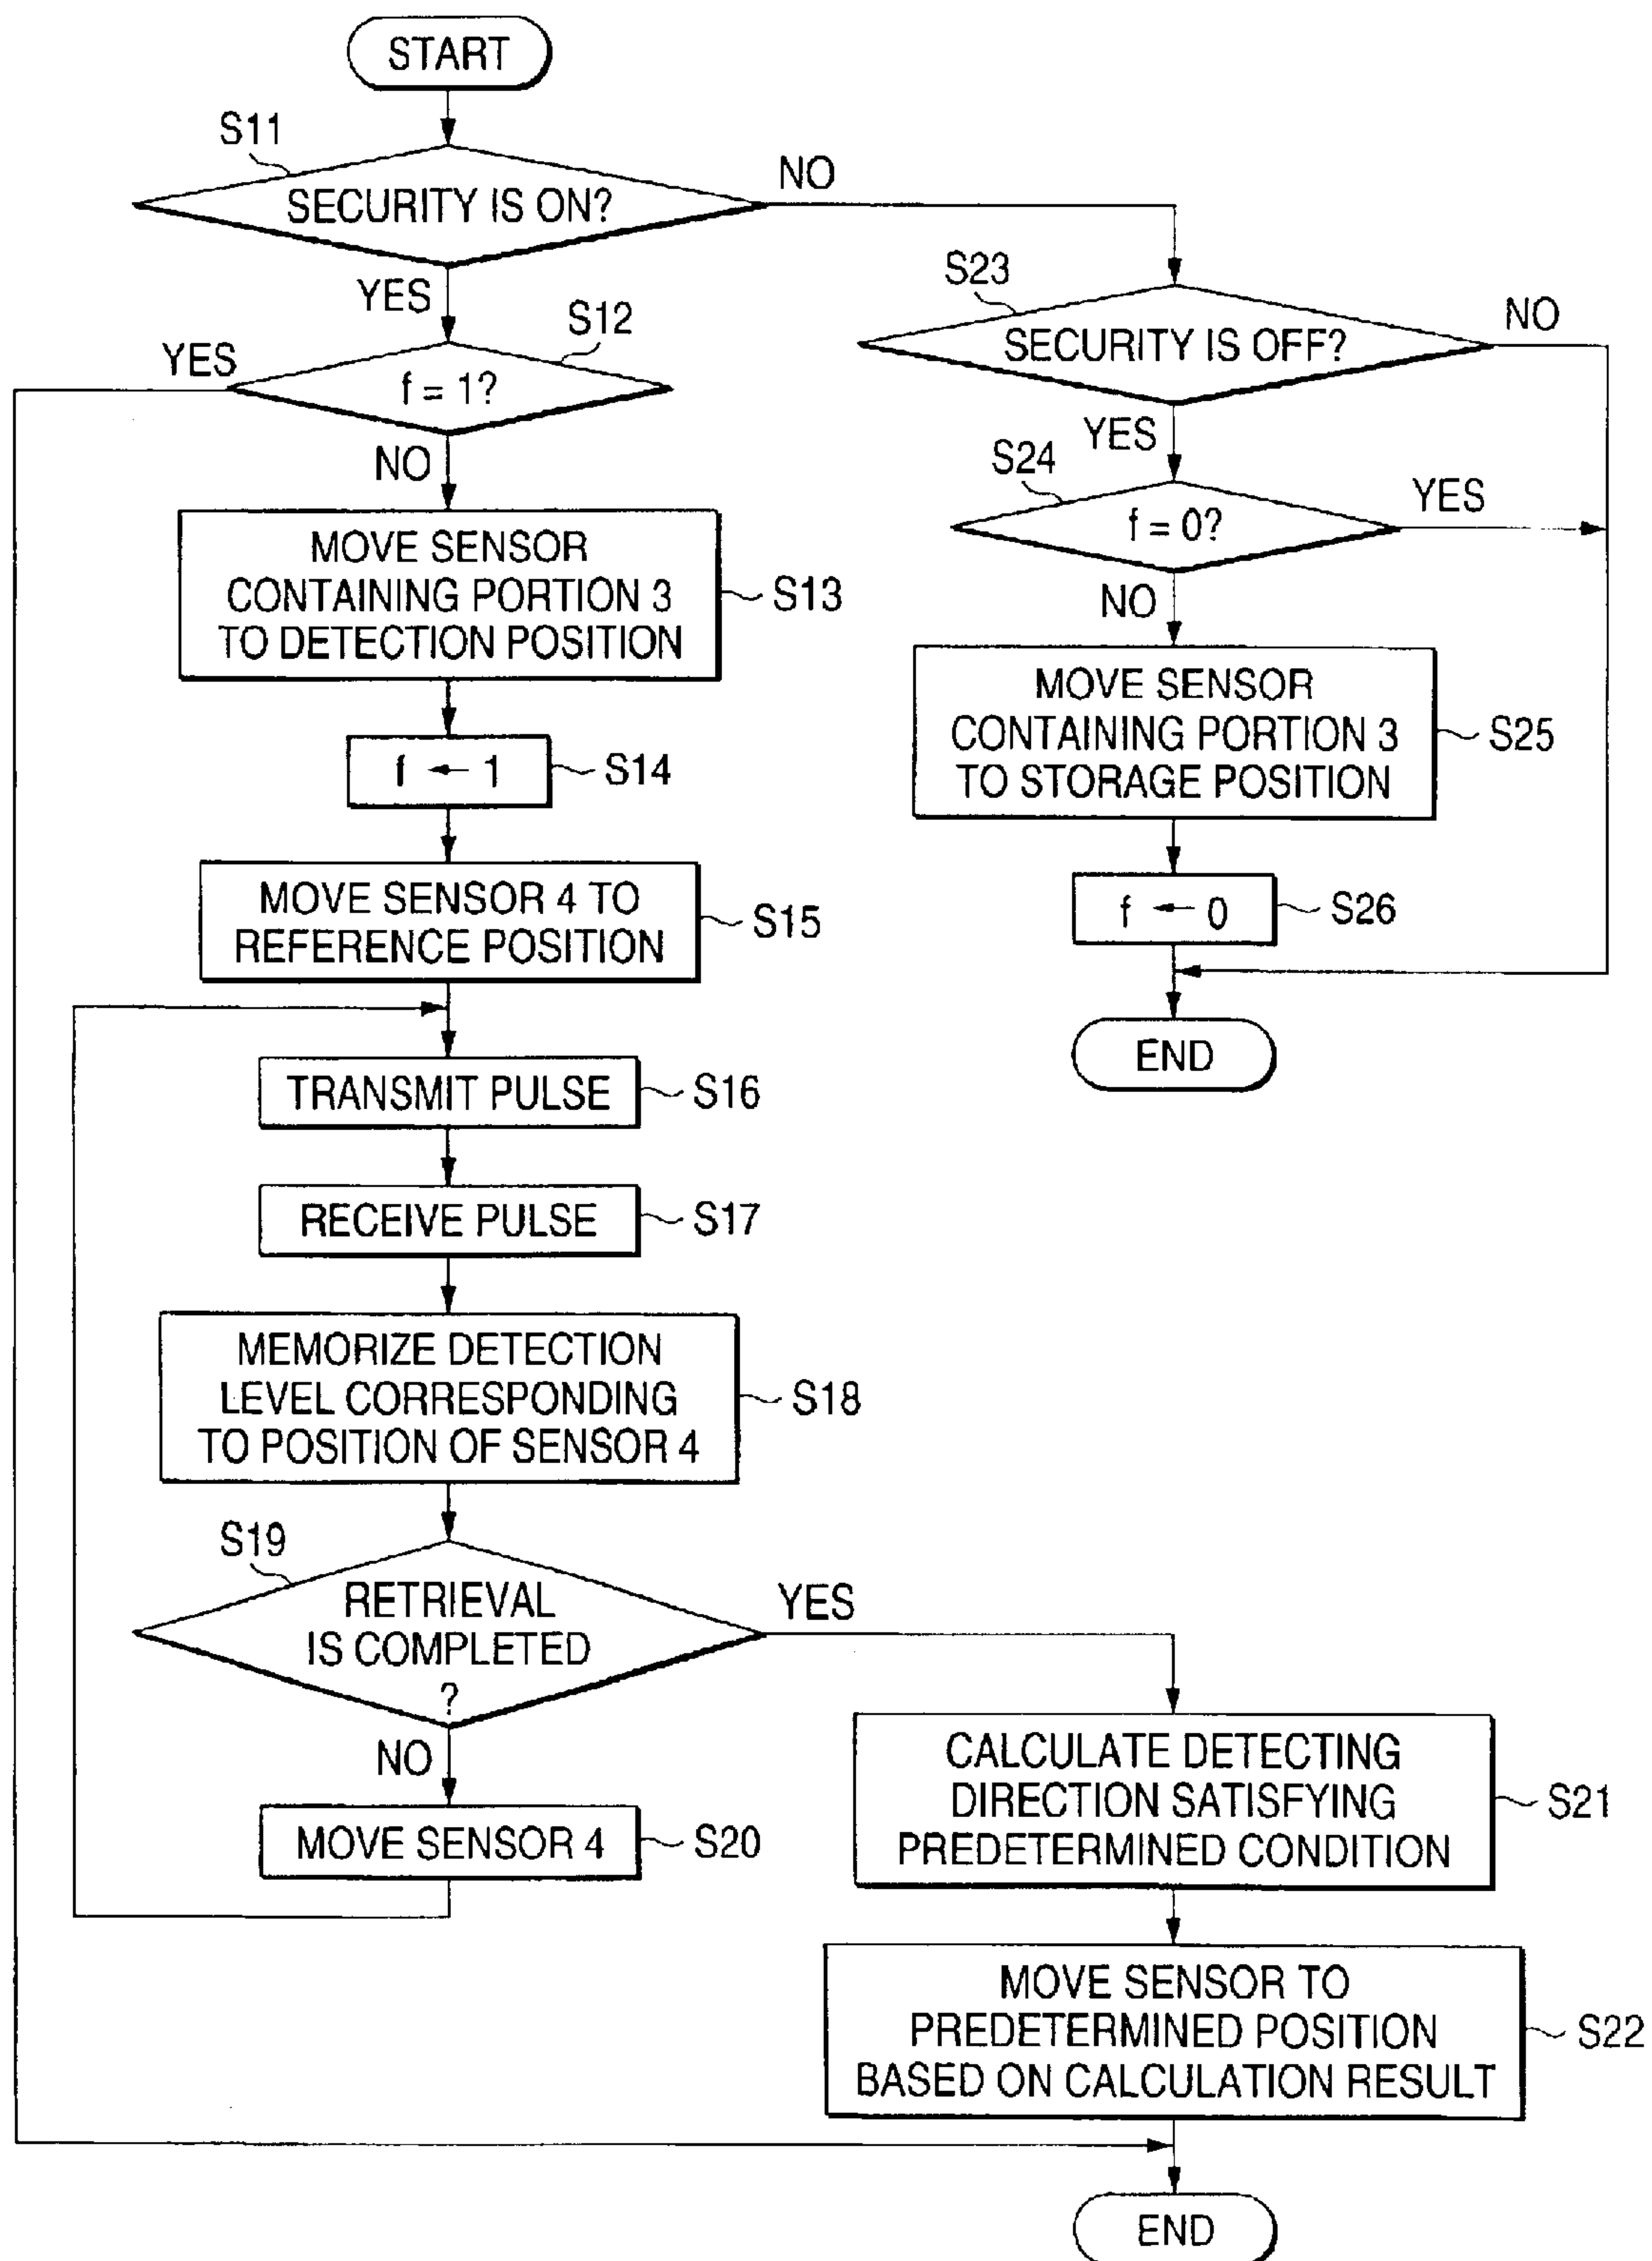 START
S11
SECURITY IS ON?
NO
YES
S12
YES
f = 1?
NO
MOVE SENSOR
CONTAINING PORTION 3
TO DETECTION POSITION
S13
f ← 1
S14
MOVE SENSOR 4 TO
REFERENCE POSITION
S15
TRANSMIT PULSE
S16
RECEIVE PULSE
S17
MEMORIZE DETECTION
LEVEL CORRESPONDING
TO POSITION OF SENSOR 4
S18
S19
RETRIEVAL
IS COMPLETED
?
YES
NO
MOVE SENSOR 4
S20
CALCULATE DETECTING
DIRECTION SATISFYING
PREDETERMINED CONDITION
S21
MOVE SENSOR TO
PREDETERMINED POSITION
BASED ON CALCULATION RESULT
S22
END
S23
SECURITY IS OFF?
NO
YES
S24
f = 0?
YES
NO
MOVE SENSOR
CONTAINING PORTION 3
TO STORAGE POSITION
S25
f ← 0
S26
END